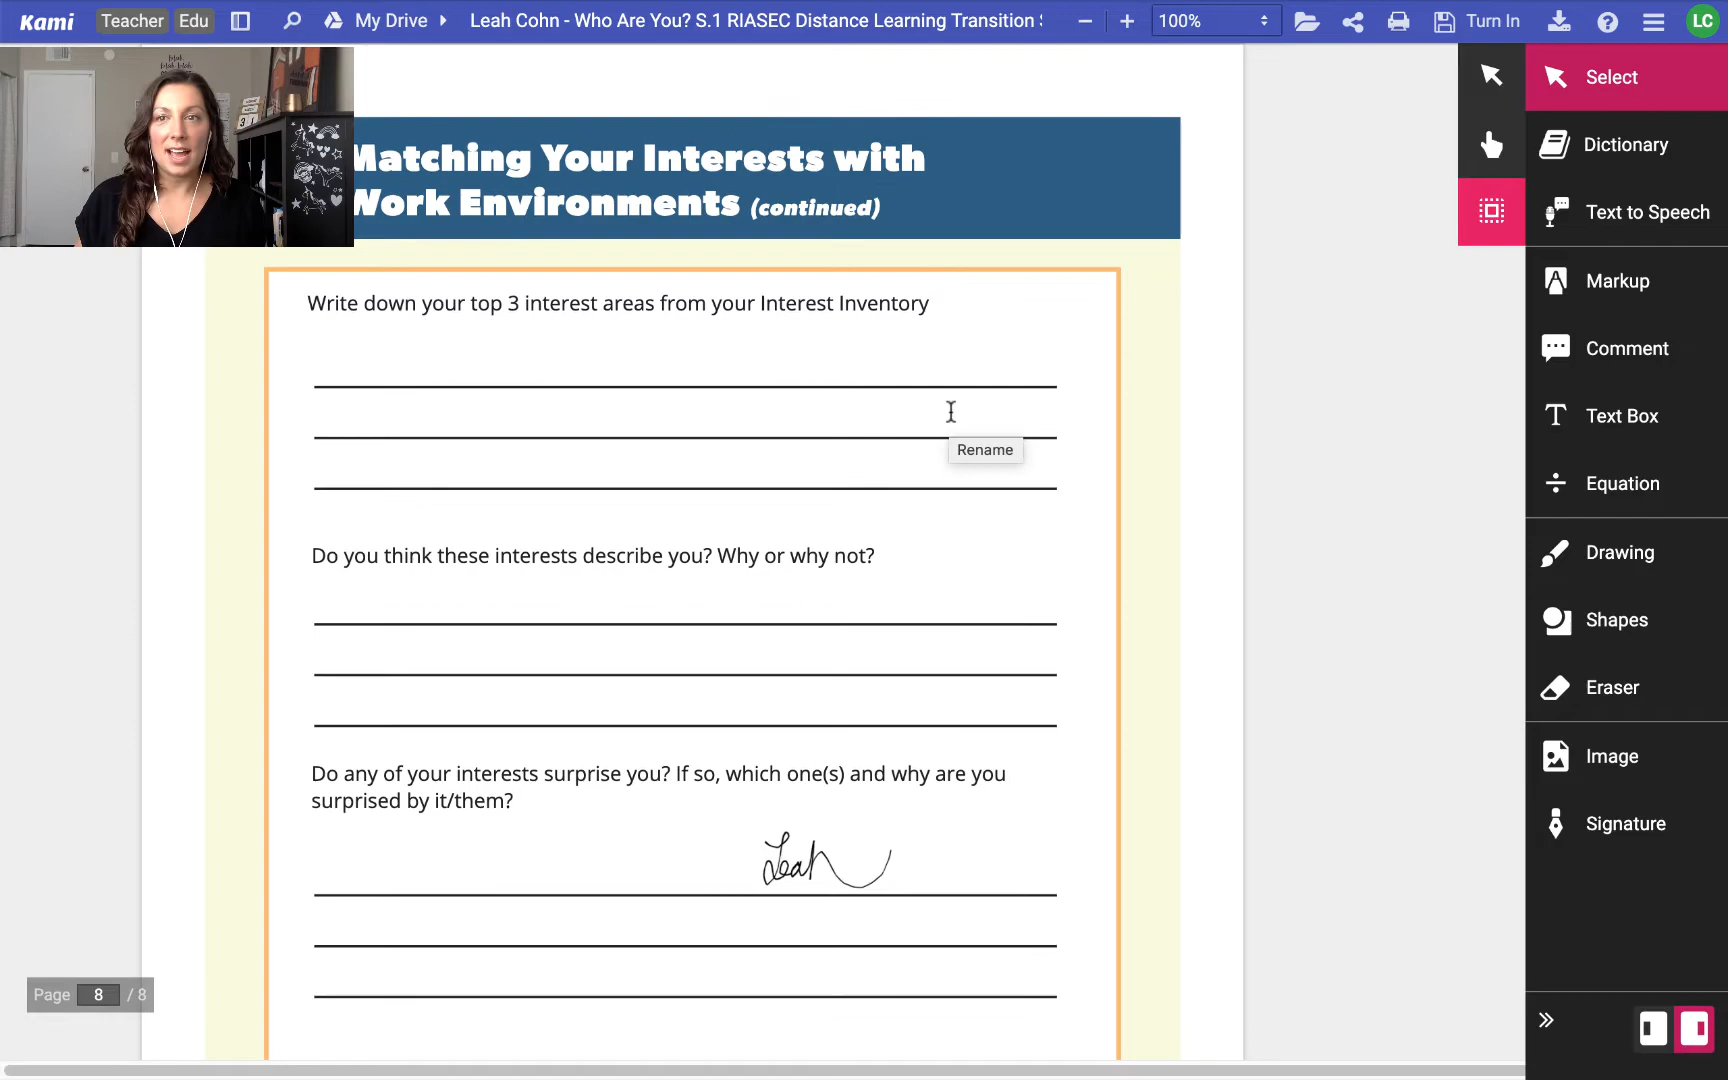 Kami Teacher Edu My Drive Leah Cohn - Who Are You? S.1 RIASEC Distance Learning Transition 100% Turn In LC
Matching Your Interests with
Work Environments (continued)
Write down your top 3 interest areas from your Interest Inventory
Rename
Do you think these interests describe you? Why or why not?
Do any of your interests surprise you? If so, which one(s) and why are you
surprised by it/them?
Leah
Page 8 / 8
Select
Dictionary
Text to Speech
Markup
Comment
Text Box
Equation
Drawing
Shapes
Eraser
Image
Signature